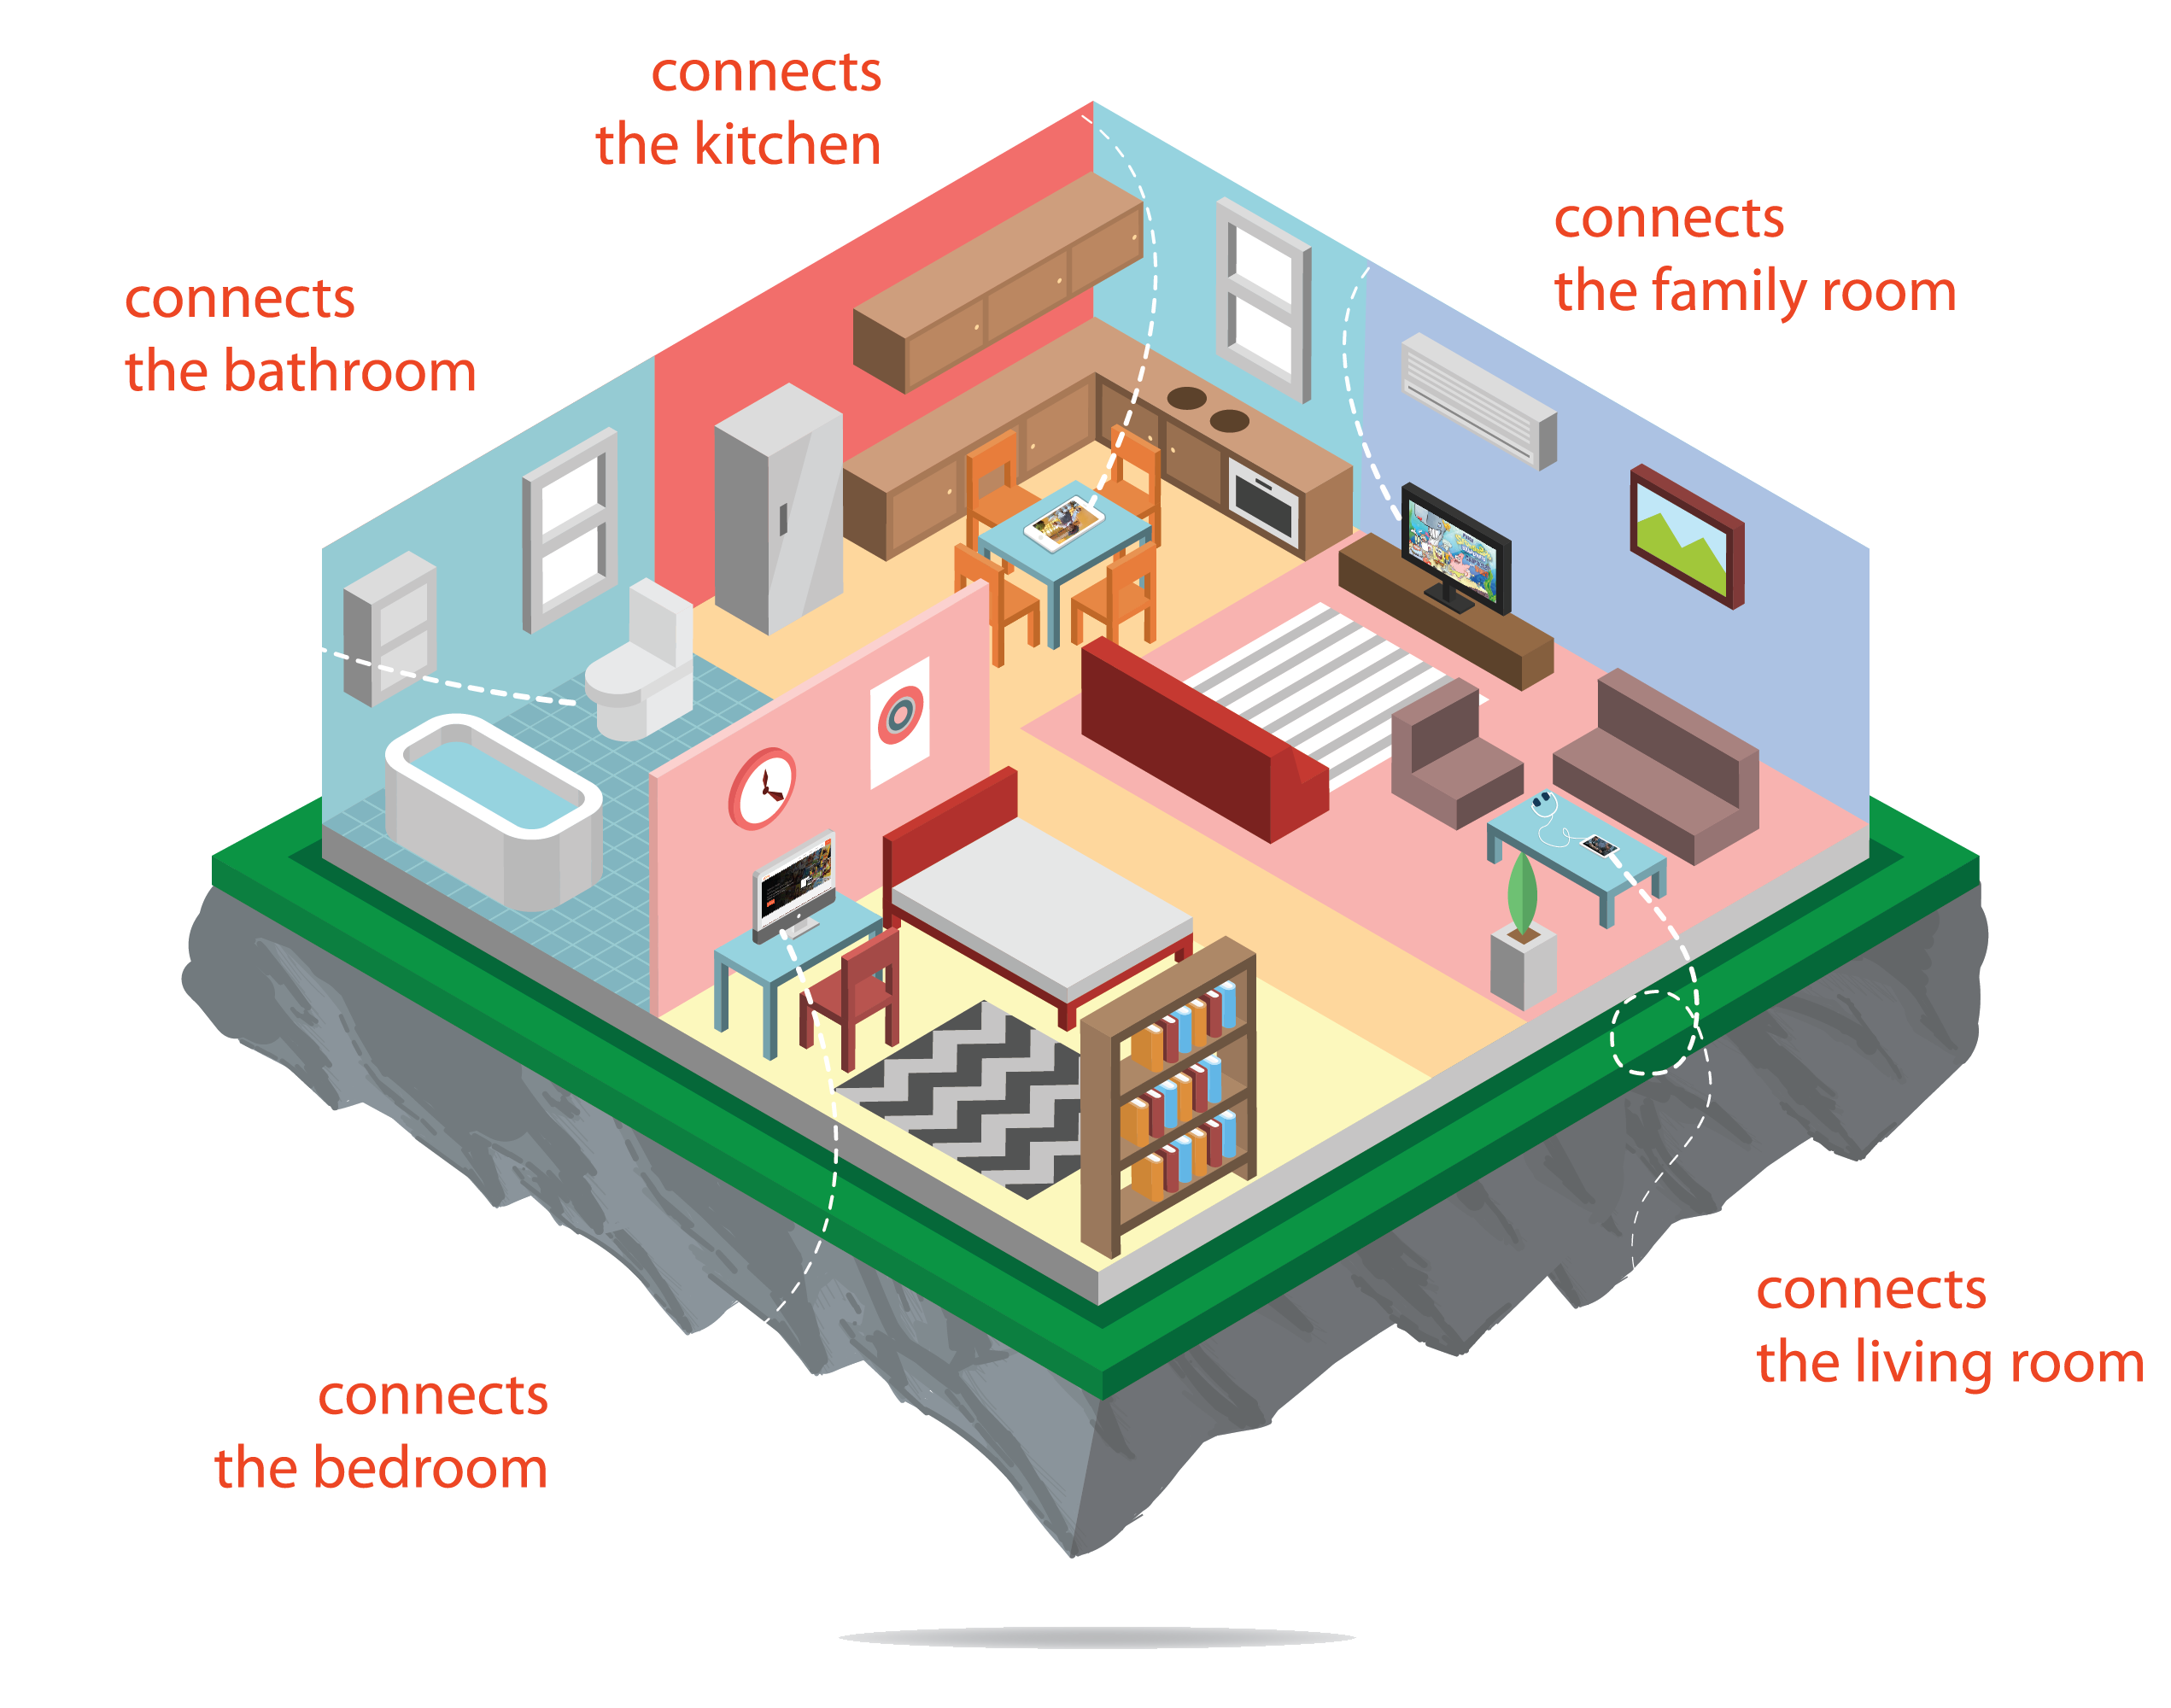 connects
the kitchen
connects
the family room
connects
the bathroom
connects
the living room
connects
the bedroom